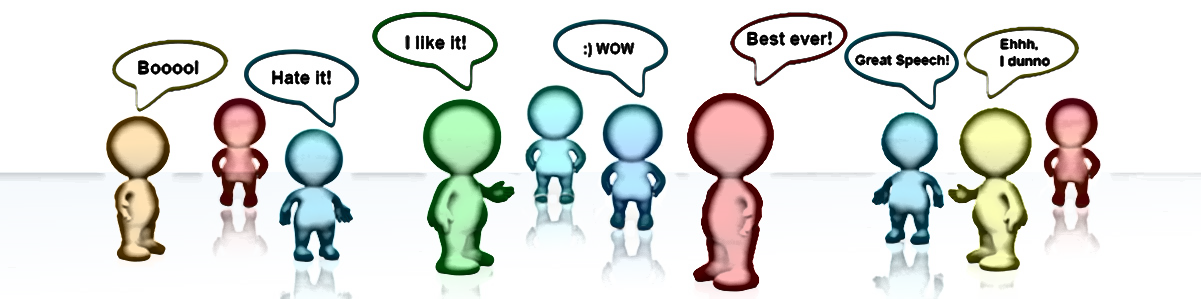 Booool
Hate it!
I like it!
:) WOW
Best ever!
Great Speech!
Ehhh,
I dunno